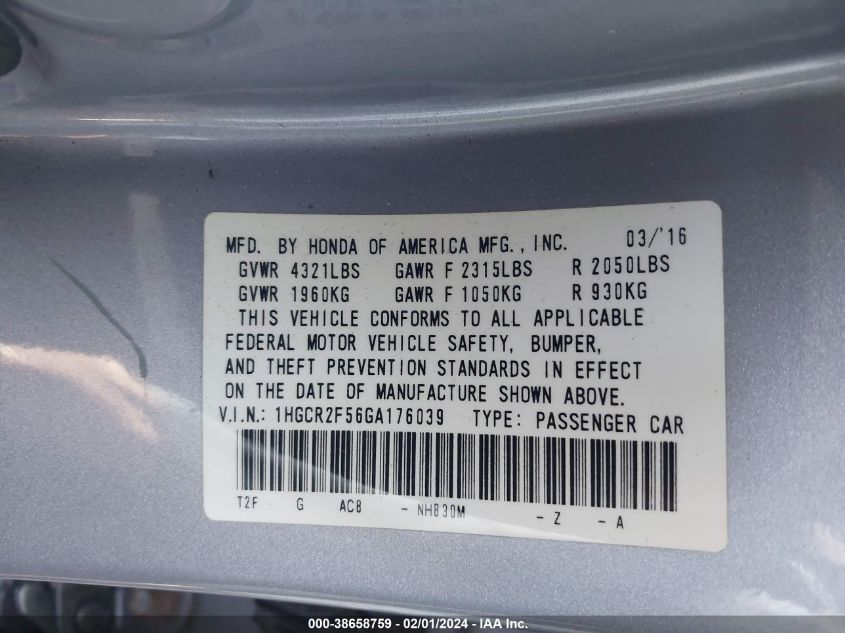 MFD. BY HONDA OF AMERICA MFG., INC. 03/'16
GVWR 4321LBS GAWR F 2315LBS R 2050LBS
GVWR 1960KG GAWR F 1050KG R 930KG
THIS VEHICLE CONFORMS TO ALL APPLICABLE
FEDERAL MOTOR VEHICLE SAFETY, BUMPER,
AND THEFT PREVENTION STANDARDS IN EFFECT
ON THE DATE OF MANUFACTURE SHOWN ABOVE.
V.I.N.: 1HGCR2F56GA176039 TYPE: PASSENGER CAR
T2F G AC8 - NH830M - Z - A
000-38658759 - 02/01/2024 - IAA Inc.